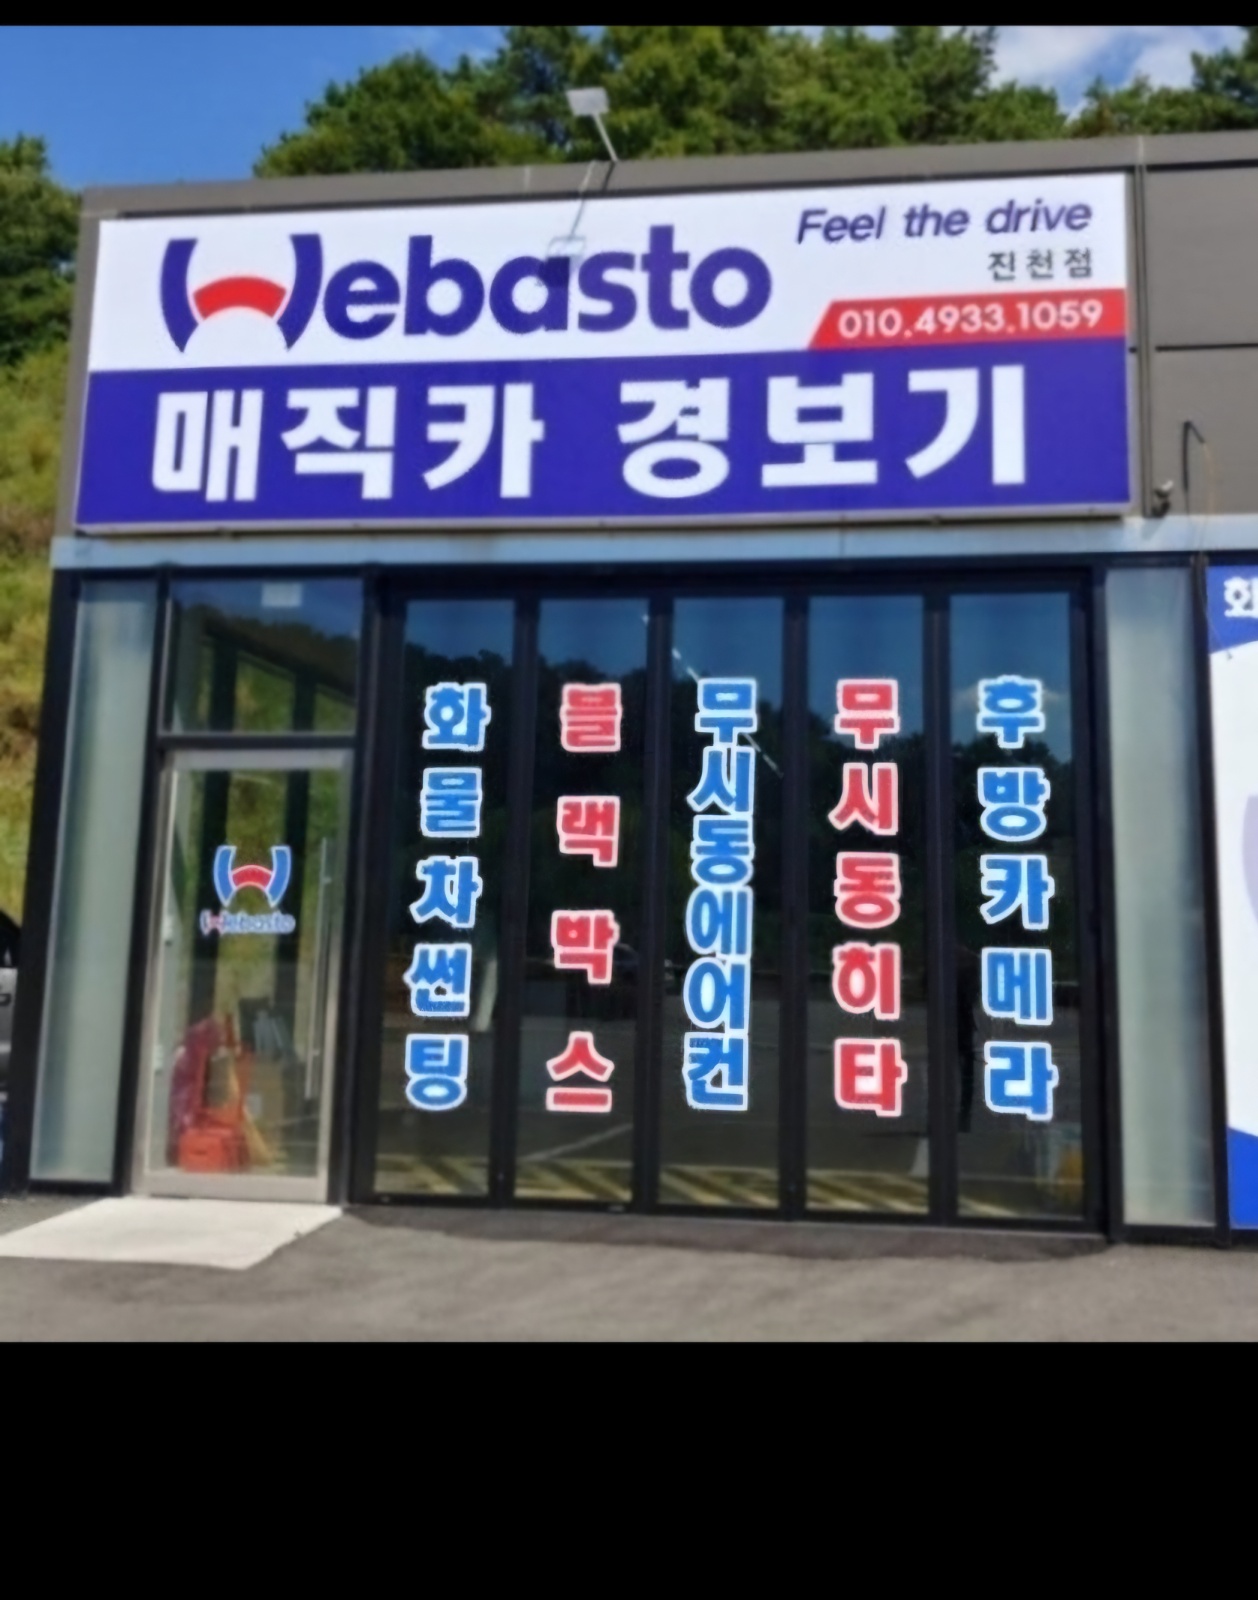 Webasto
Feel the drive
진천점
010.4933.1059
매직카 경보기
화물차썬팅
블랙박스
무시동에어컨
무시동히타
후방카메라
Webasto
화